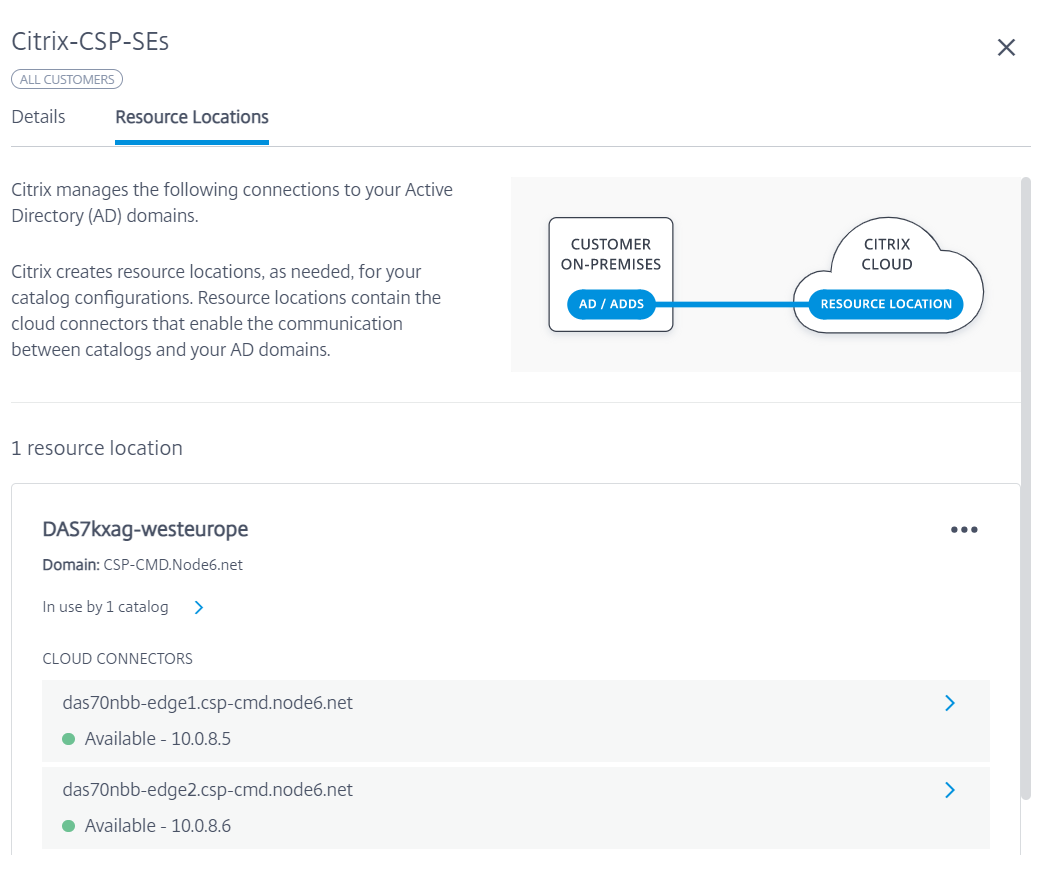 Citrix-CSP-SEs
ALL CUSTOMERS
Details
Resource Locations
Citrix manages the following connections to your Active
Directory (AD) domains.
Citrix creates resource locations, as needed, for your
catalog configurations. Resource locations contain the
cloud connectors that enable the communication
between catalogs and your AD domains.
CUSTOMER
ON-PREMISES
AD / ADDS
CITRIX
CLOUD
RESOURCE LOCATION
1 resource location
DAS7kxag-westeurope
Domain: CSP-CMD.Node6.net
In use by 1 catalog
CLOUD CONNECTORS
das70nbb-edge1.csp-cmd.node6.net
Available - 10.0.8.5
das70nbb-edge2.csp-cmd.node6.net
Available - 10.0.8.6